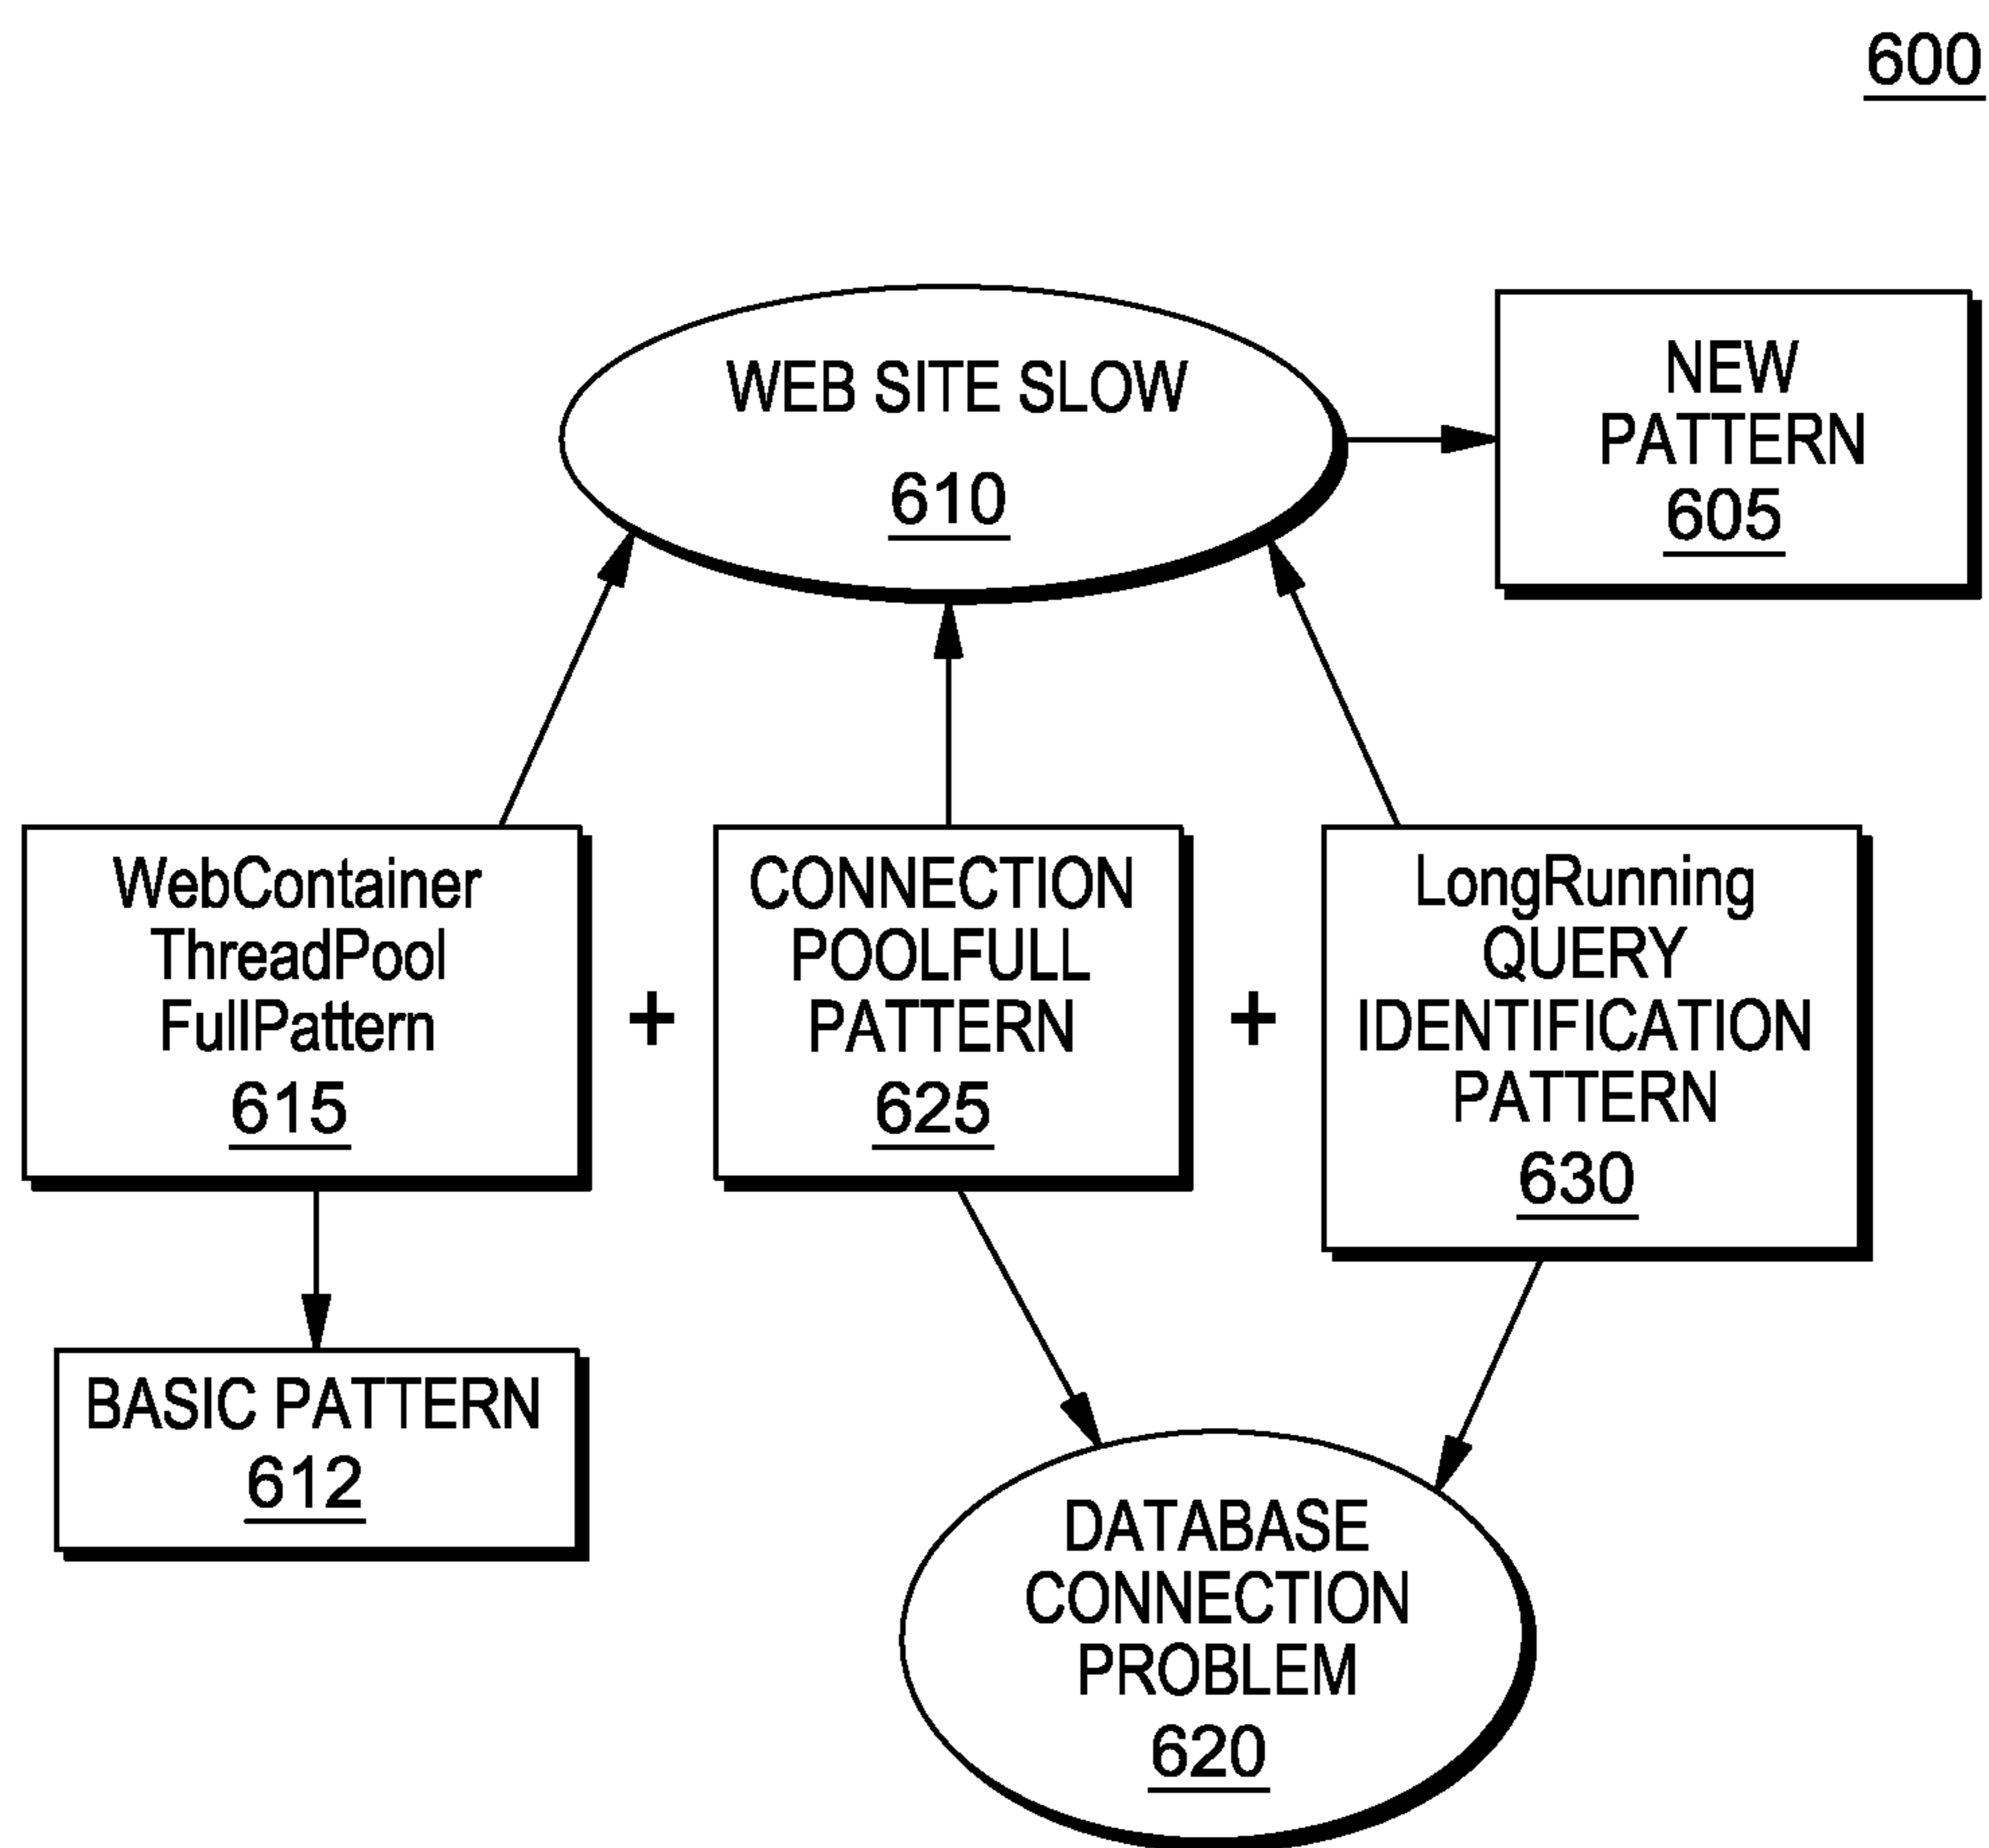 600
WEB SITE SLOW
610
NEW
PATTERN
605
WebContainer
ThreadPool
FullPattern
615
+
CONNECTION
POOLFULL
PATTERN
625
+
LongRunning
QUERY
IDENTIFICATION
PATTERN
630
BASIC PATTERN
612
DATABASE
CONNECTION
PROBLEM
620